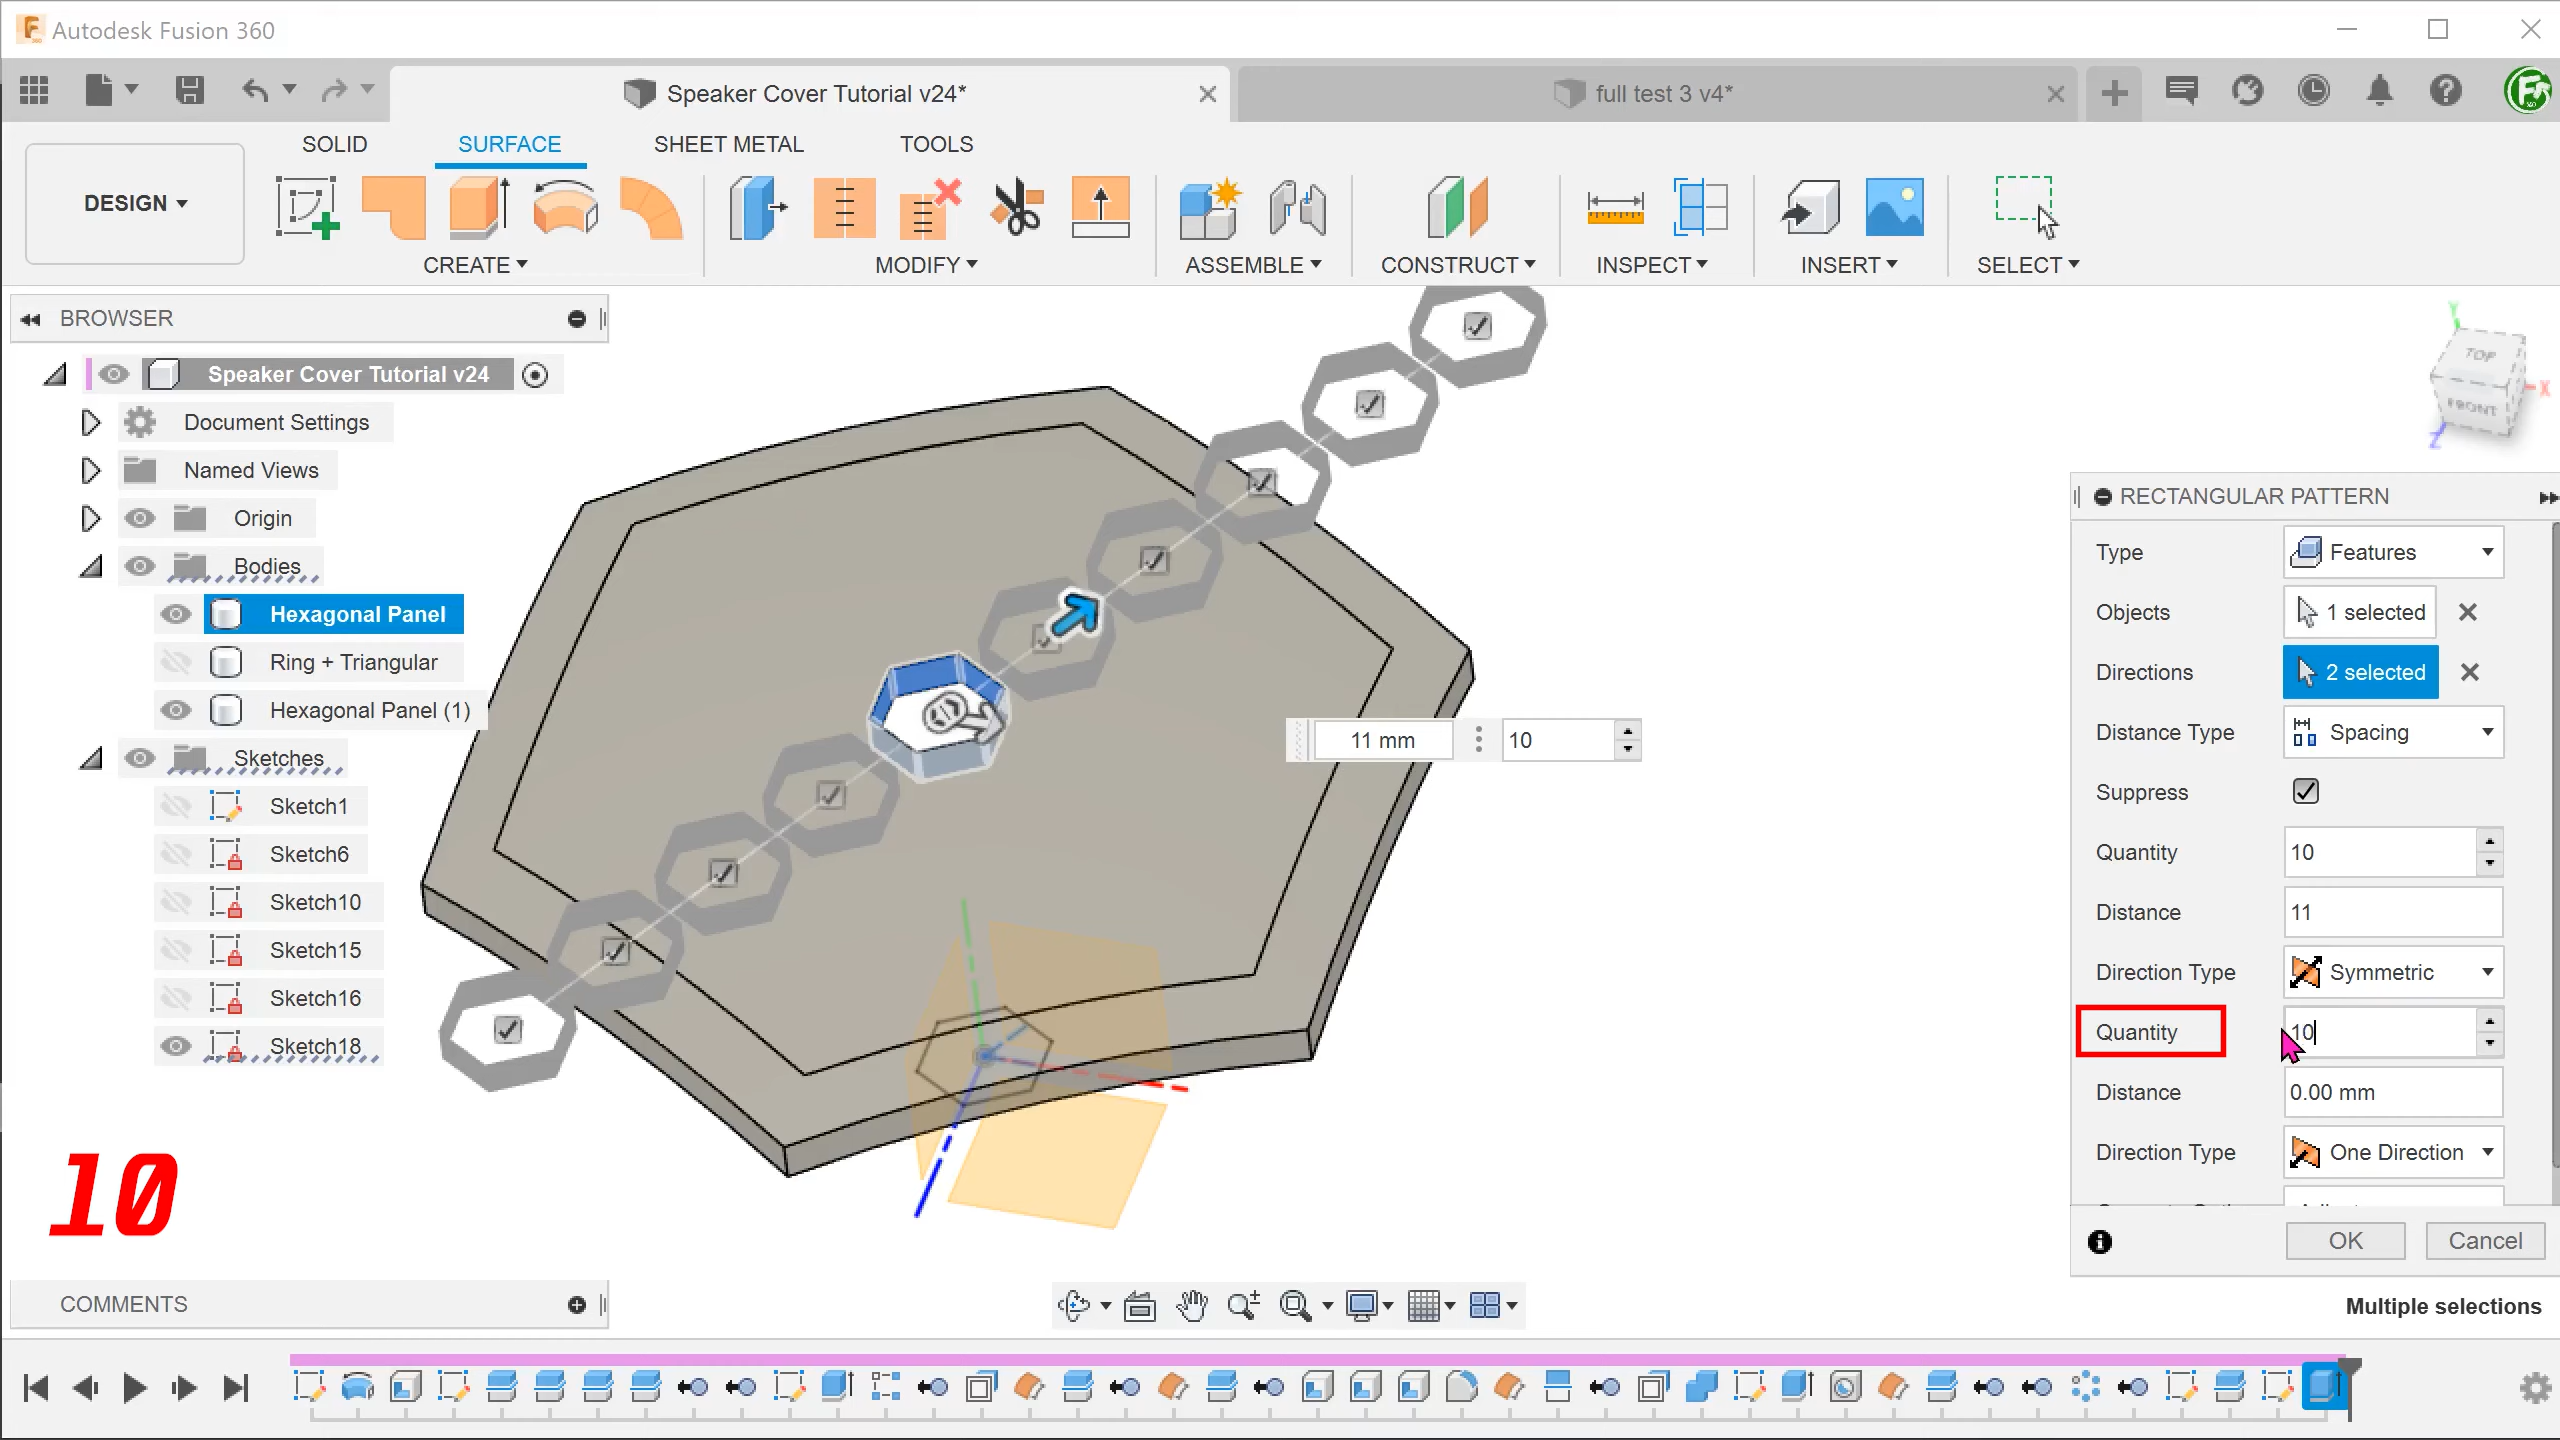 Autodesk Fusion 360
Speaker Cover Tutorial v24*
full test 3 v4*
SOLID
SURFACE
SHEET METAL
TOOLS
DESIGN
CREATE
MODIFY
ASSEMBLE
CONSTRUCT
INSPECT
INSERT
SELECT
BROWSER
Speaker Cover Tutorial v24
Document Settings
Named Views
Origin
Bodies
Hexagonal Panel
Ring + Triangular
Hexagonal Panel (1)
Sketches
Sketch1
Sketch6
Sketch10
Sketch15
Sketch16
Sketch18
11 mm
10
Y
TOP
FRONT
X
Z
RECTANGULAR PATTERN
Type Features
Objects 1 selected
Directions 2 selected
Distance Type Spacing
Suppress
Quantity 10
Distance 11
Direction Type Symmetric
Quantity 10
Distance 0.00 mm
Direction Type One Direction
OK Cancel
10
COMMENTS
Multiple selections